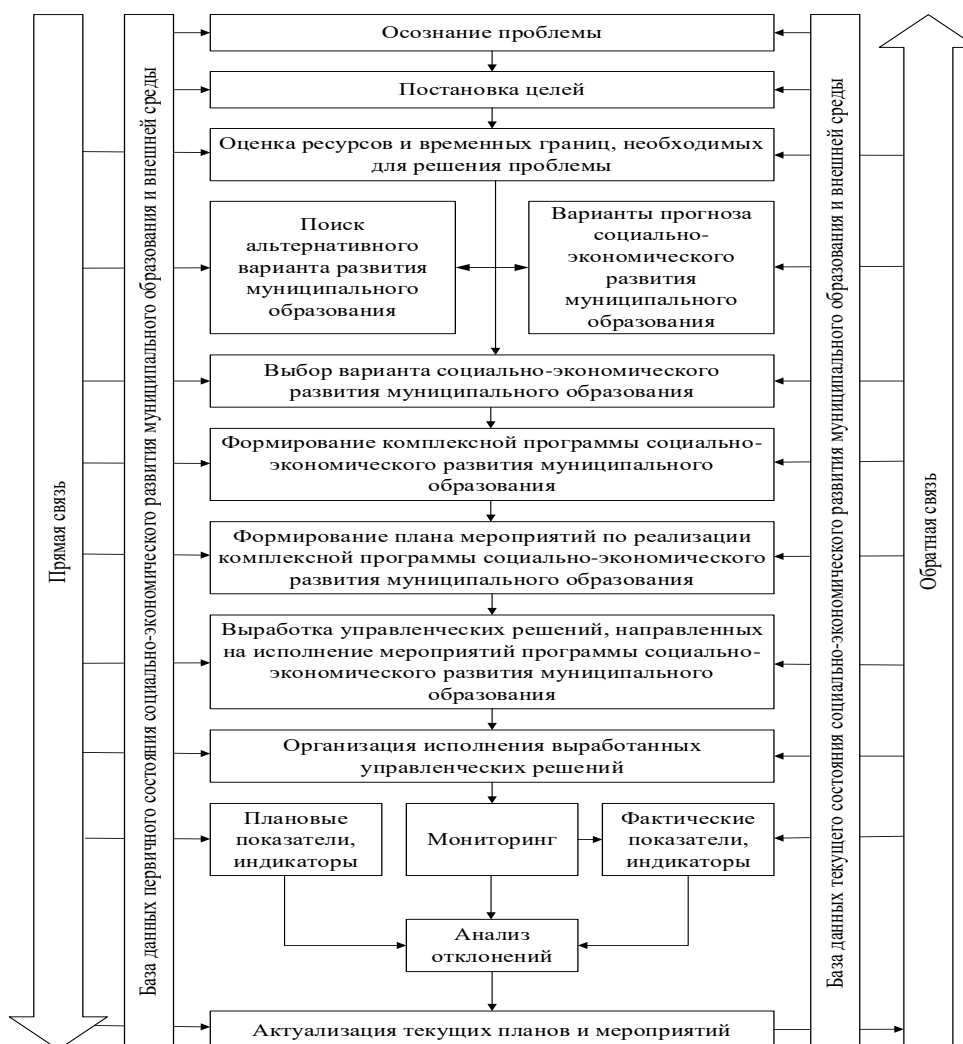 Прямая связь
База данных первичного состояния социально-экономического развития муниципального образования и внешней среды
Осознание проблемы
Постановка целей
Оценка ресурсов и временных границ, необходимых
для решения проблемы
Поиск
альтернативного
варианта развития
муниципального
образования
Варианты прогноза
социально-
экономического
развития
муниципального
образования
Выбор варианта социально-экономического
развития муниципального образования
Формирование комплексной программы социально-
экономического развития муниципального
образования
Формирование плана мероприятий по реализации
комплексной программы социально-экономического
развития муниципального образования
Выработка управленческих решений, направленных
на исполнение мероприятий программы социально-
экономического развития муниципального
образования
Организация исполнения выработанных
управленческих решений
Плановые
показатели,
индикаторы
Мониторинг
Фактические
показатели,
индикаторы
Анализ
отклонений
Актуализация текущих планов и мероприятий
База данных текущего состояния социально-экономического развития муниципального образования и внешней среды
Обратная связь